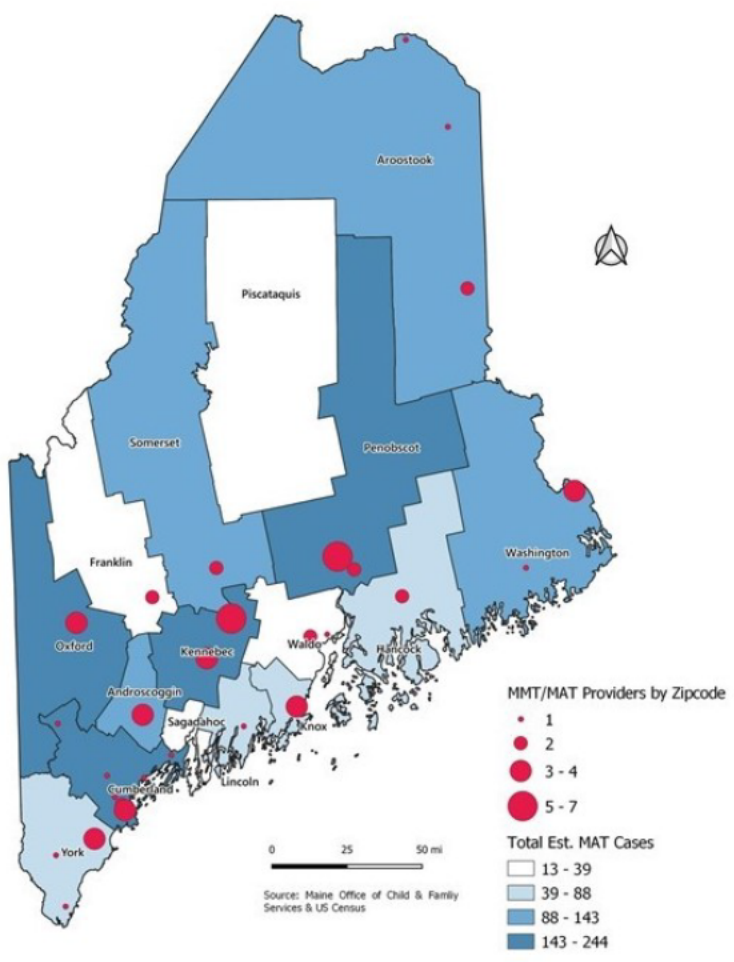 Aroostook
Piscataquis
Somerset
Penobscot
Franklin
Washington
Oxford
Kennebec
Waldo
Hancock
Androscoggin
Sagadahoc
Knox
Lincoln
Cumberland
York
MMT/MAT Providers by Zipcode
1
2
3 - 4
5 - 7
Total Est. MAT Cases
13 - 39
39 - 88
88 - 143
143 - 244
0 25 50 mi
Source: Maine Office of Child & Famliy
Services & US Census